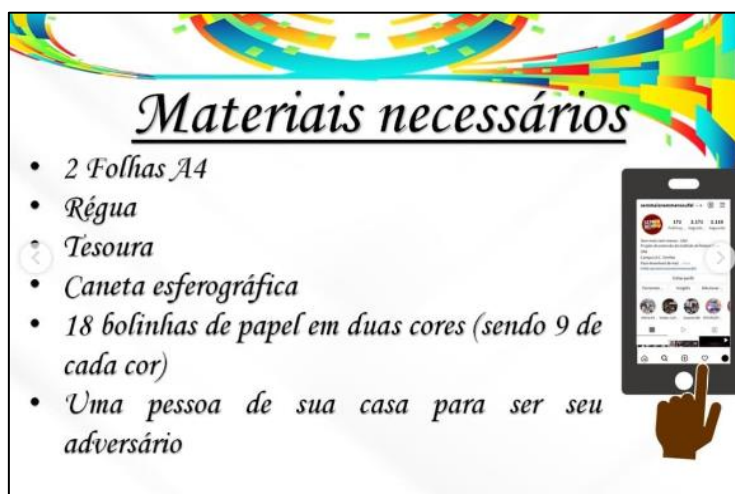 Materiais necessários
• 2 Folhas A4
• Régua
• Tesoura
• Caneta esferográfica
• 18 bolinhas de papel em duas cores (sendo 9 de
cada cor)
• Uma pessoa de sua casa para ser seu
adversário
172